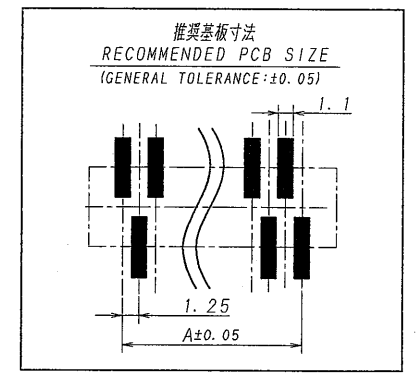 推奨基板寸法
RECOMMENDED PCB SIZE
(GENERAL TOLERANCE:±0.05)
1.1
1.25
A±0.05